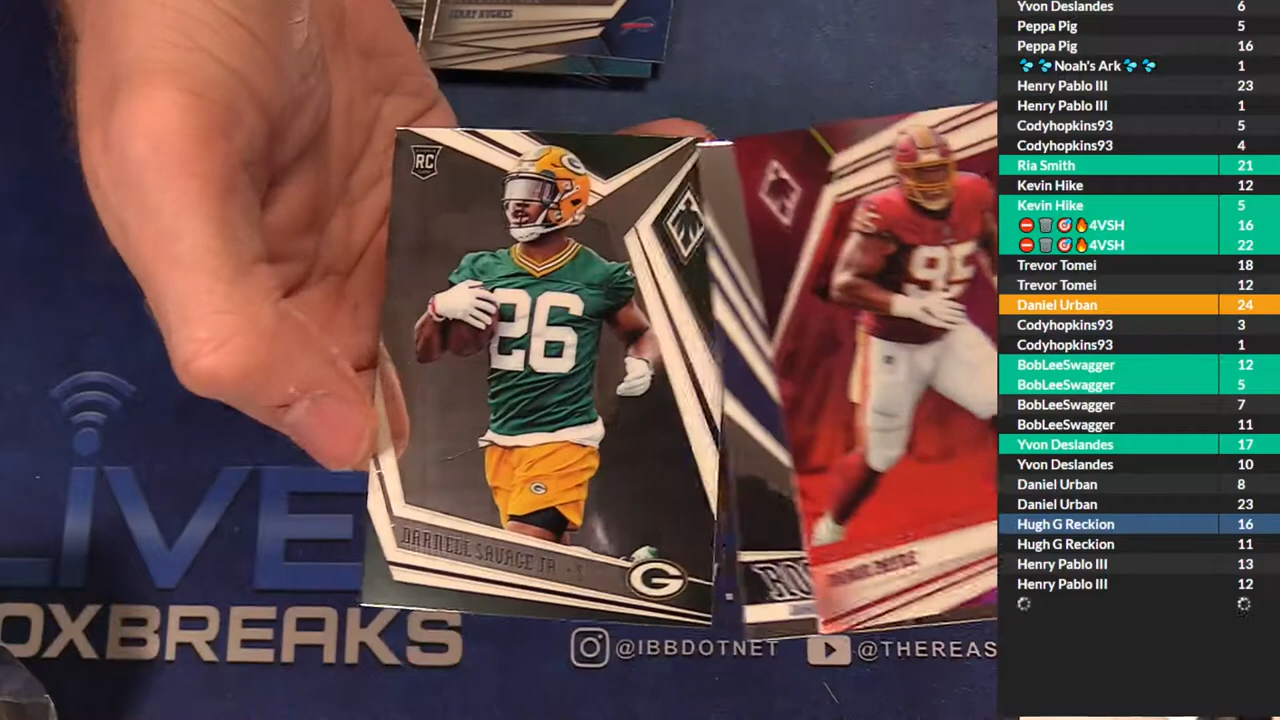 JERRY HUGHES
RC
26
DARNELL SAVAGE JR - S
G
95
LIVE
OXBREAKS
@IBBDOTNET
@THEREAS
Yvon Deslandes 6
Peppa Pig 5
Peppa Pig 16
Noah's Ark 1
Henry Pablo III 23
Henry Pablo III 1
Codyhopkins93 5
Codyhopkins93 4
Ria Smith 21
Kevin Hike 12
Kevin Hike 5
4VSH 16
4VSH 22
Trevor Tomei 18
Trevor Tomei 12
Daniel Urban 24
Codyhopkins93 3
Codyhopkins93 1
BobLeeSwagger 12
BobLeeSwagger 5
BobLeeSwagger 7
BobLeeSwagger 11
Yvon Deslandes 17
Yvon Deslandes 10
Daniel Urban 8
Daniel Urban 23
Hugh G Reckion 16
Hugh G Reckion 11
Henry Pablo III 13
Henry Pablo III 12